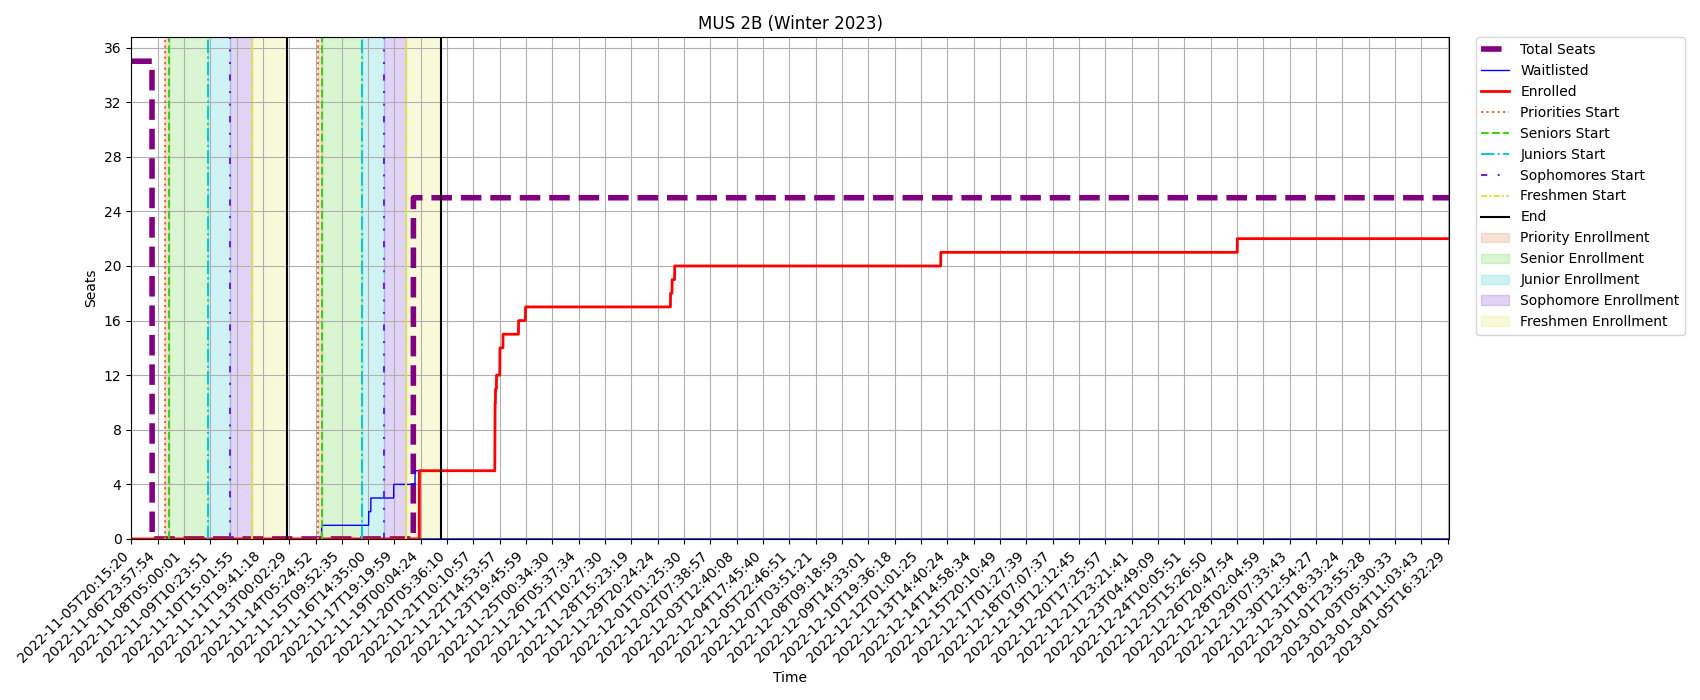 MUS 2B (Winter 2023)
Seats
36
32
28
24
20
16
12
8
4
0
2022-11-05T20:15:20
2022-11-06T23:57:54
2022-11-08T05:00:01
2022-11-09T10:23:51
2022-11-10T15:01:55
2022-11-11T19:41:18
2022-11-13T00:02:29
2022-11-14T05:24:52
2022-11-15T09:52:35
2022-11-16T14:35:00
2022-11-17T19:19:59
2022-11-19T00:04:24
2022-11-20T05:36:10
2022-11-21T10:10:57
2022-11-22T14:53:57
2022-11-23T19:45:59
2022-11-25T00:34:30
2022-11-26T05:37:34
2022-11-27T10:27:30
2022-11-28T15:23:19
2022-11-29T20:24:24
2022-12-01T01:25:30
2022-12-02T07:38:57
2022-12-03T12:40:08
2022-12-04T17:45:40
2022-12-05T22:46:51
2022-12-07T03:51:21
2022-12-08T09:18:59
2022-12-09T14:33:01
2022-12-10T19:36:18
2022-12-12T01:01:25
2022-12-13T14:40:24
2022-12-14T14:58:34
2022-12-15T20:10:49
2022-12-17T01:27:39
2022-12-18T07:07:37
2022-12-19T12:12:45
2022-12-20T17:25:57
2022-12-21T23:21:41
2022-12-23T04:49:09
2022-12-24T10:05:51
2022-12-25T15:26:50
2022-12-26T20:47:54
2022-12-28T02:04:59
2022-12-29T07:33:43
2022-12-30T12:54:27
2022-12-31T18:33:24
2023-01-01T23:55:28
2023-01-03T05:30:33
2023-01-04T11:03:43
2023-01-05T16:32:29
Time
Total Seats
Waitlisted
Enrolled
Priorities Start
Seniors Start
Juniors Start
Sophomores Start
Freshmen Start
End
Priority Enrollment
Senior Enrollment
Junior Enrollment
Sophomore Enrollment
Freshmen Enrollment